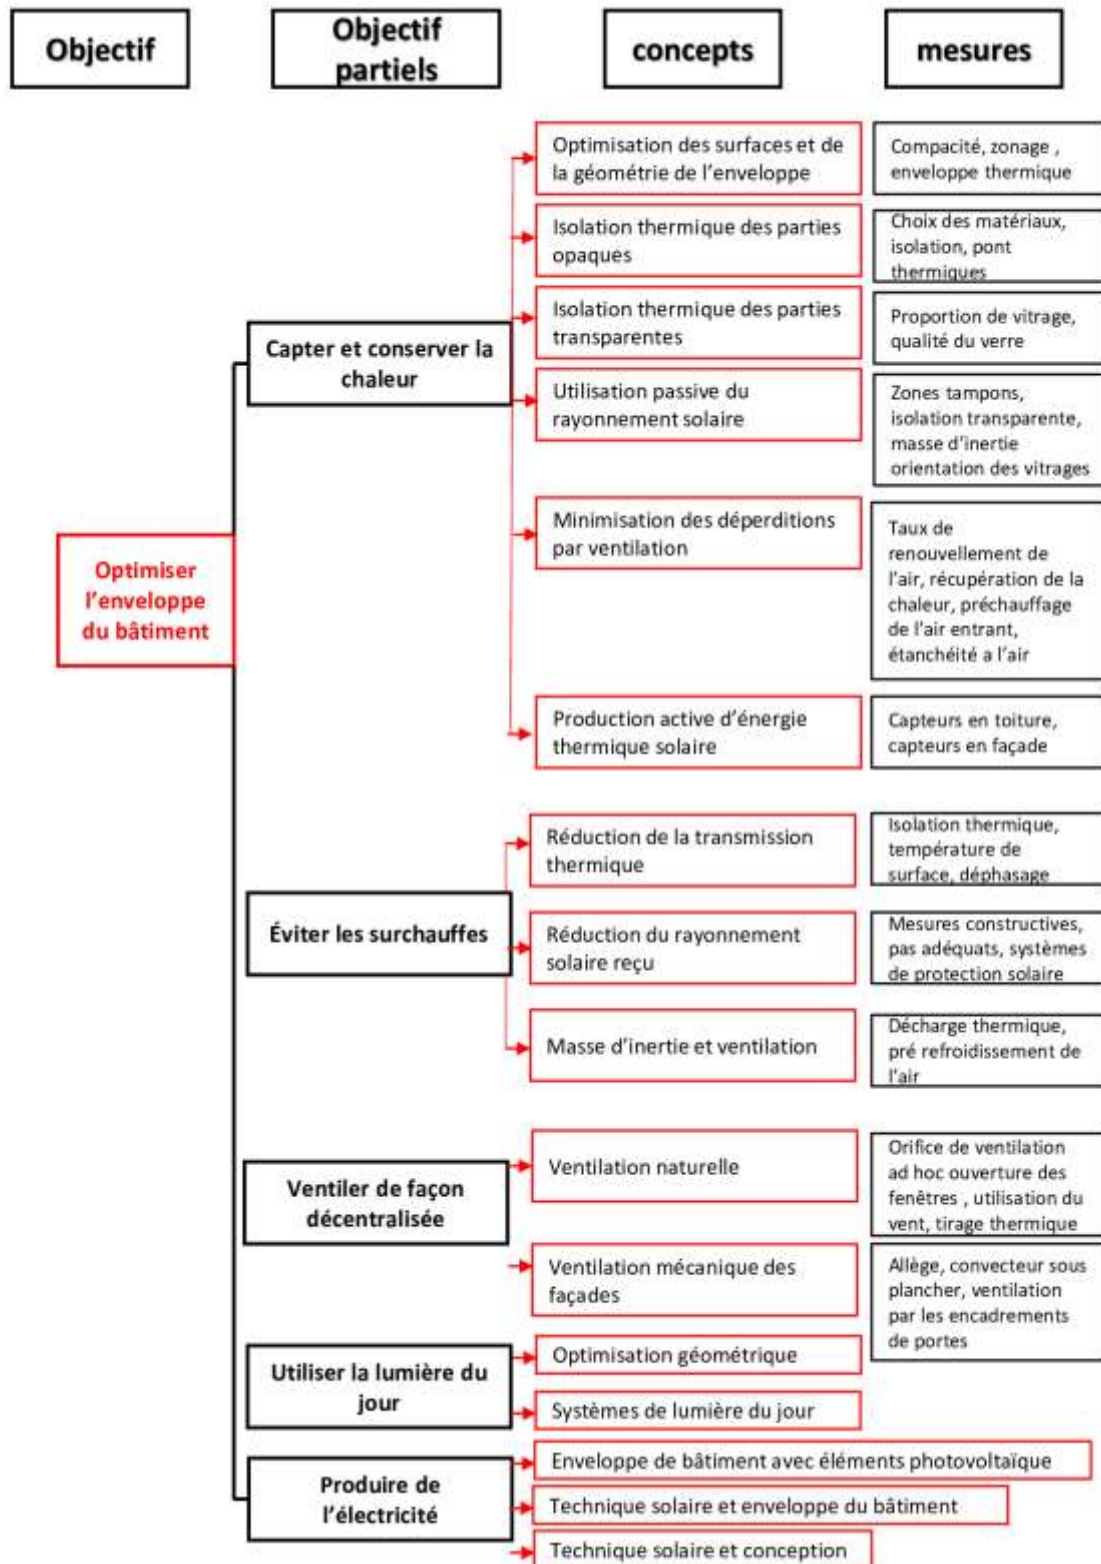 Objectif
Objectif
partiels
concepts
mesures
Optimiser
l’enveloppe
du bâtiment
Capter et conserver la
chaleur
Optimisation des surfaces et de
la géométrie de l’enveloppe
Compacité, zonage ,
enveloppe thermique
Isolation thermique des parties
opaques
Choix des matériaux,
isolation, pont
thermiques
Isolation thermique des parties
transparentes
Proportion de vitrage,
qualité du verre
Utilisation passive du
rayonnement solaire
Zones tampons,
isolation transparente,
masse d’inertie
orientation des vitrages
Minimisation des déperditions
par ventilation
Taux de
renouvellement de
l’air, récupération de la
chaleur, préchauffage
de l’air entrant,
étanchéité a l’air
Production active d’énergie
thermique solaire
Capteurs en toiture,
capteurs en façade
Éviter les surchauffes
Réduction de la transmission
thermique
Isolation thermique,
température de
surface, déphasage
Réduction du rayonnement
solaire reçu
Mesures constructives,
pas adéquats, systèmes
de protection solaire
Masse d’inertie et ventilation
Décharge thermique,
pré refroidissement de
l’air
Ventiler de façon
décentralisée
Ventilation naturelle
Orifice de ventilation
ad hoc ouverture des
fenêtres , utilisation du
vent, tirage thermique
Ventilation mécanique des
façades
Allège, convecteur sous
plancher, ventilation
par les encadrements
de portes
Utiliser la lumière du
jour
Optimisation géométrique
Systèmes de lumière du jour
Produire de
l’électricité
Enveloppe de bâtiment avec éléments photovoltaïque
Technique solaire et enveloppe du bâtiment
Technique solaire et conception